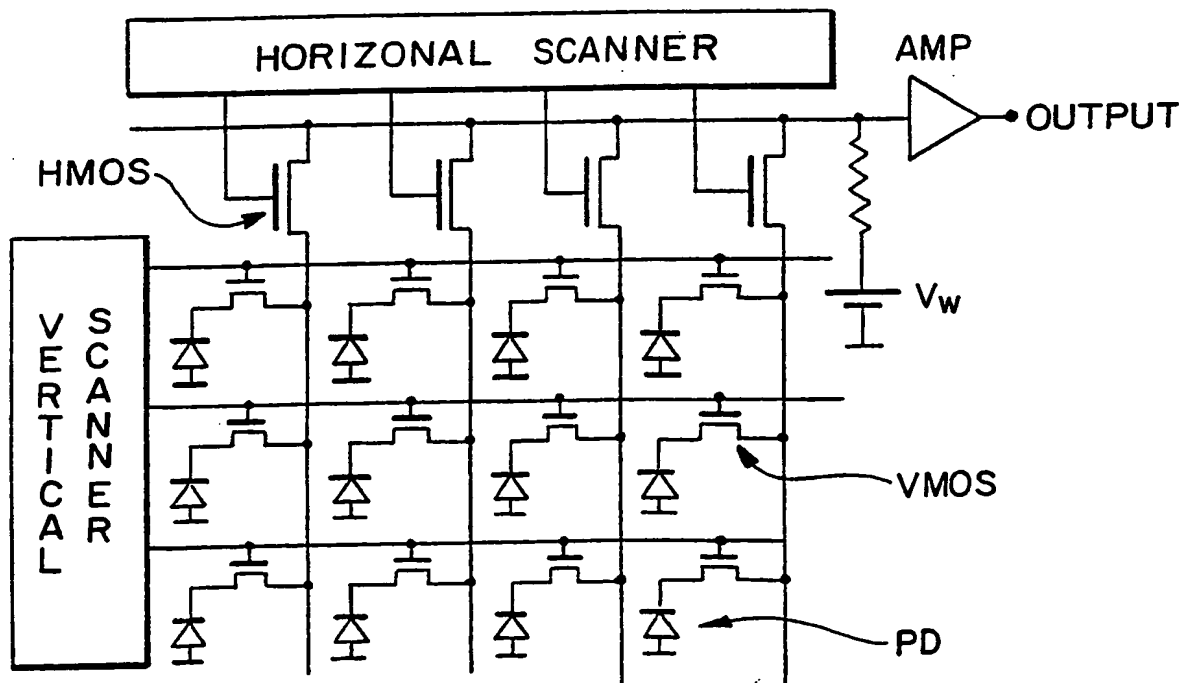 HORIZONAL SCANNER
AMP
OUTPUT
HMOS
VERTICAL
SCANNER
Vw
VMOS
PD